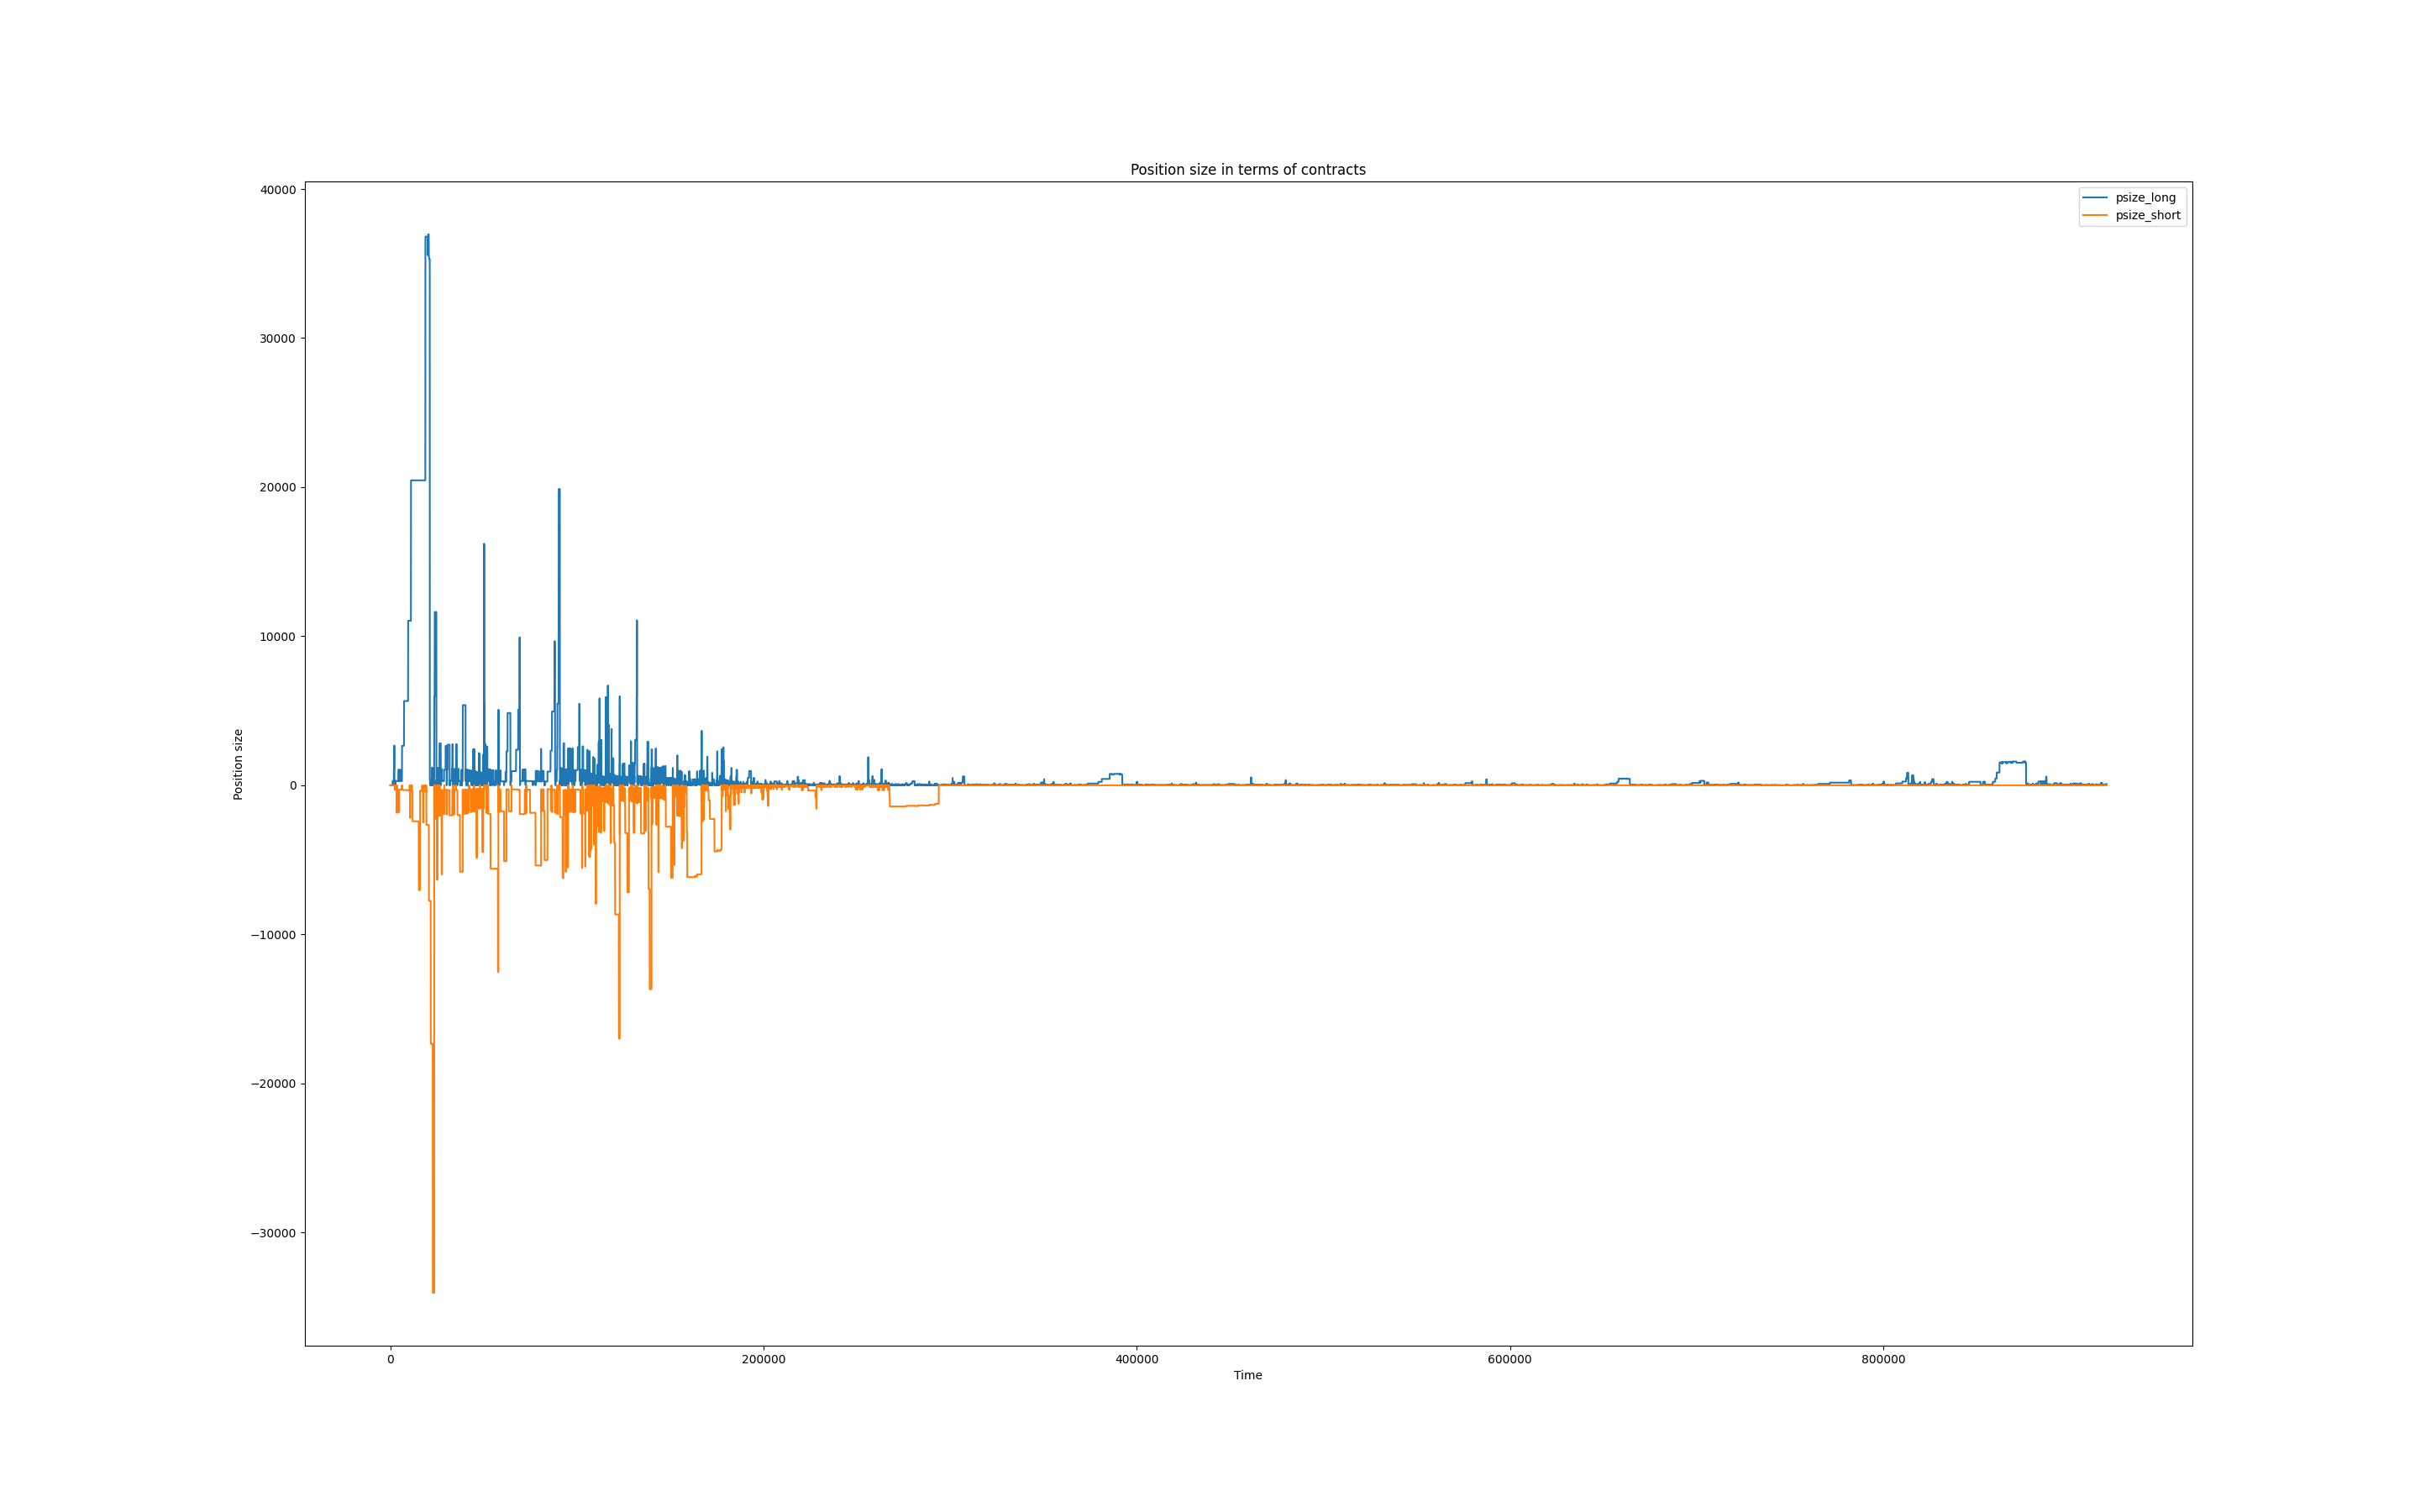 Position size in terms of contracts
psize_long
psize_short
40000
30000
20000
10000
0
−10000
−20000
−30000
Position size
0
200000
400000
600000
800000
Time